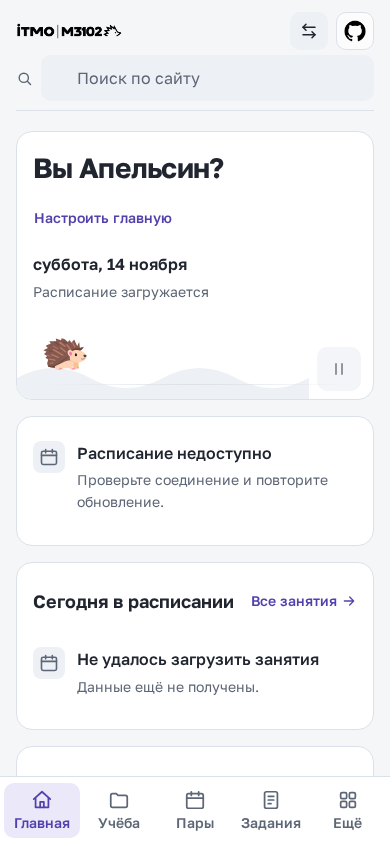 iTMO | M3102
Поиск по сайту
Вы Апельсин?
Настроить главную
суббота, 14 ноября
Расписание загружается
Расписание недоступно
Проверьте соединение и повторите
обновление.
Сегодня в расписании
Все занятия →
Не удалось загрузить занятия
Данные ещё не получены.
Главная
Учёба
Пары
Задания
Ещё